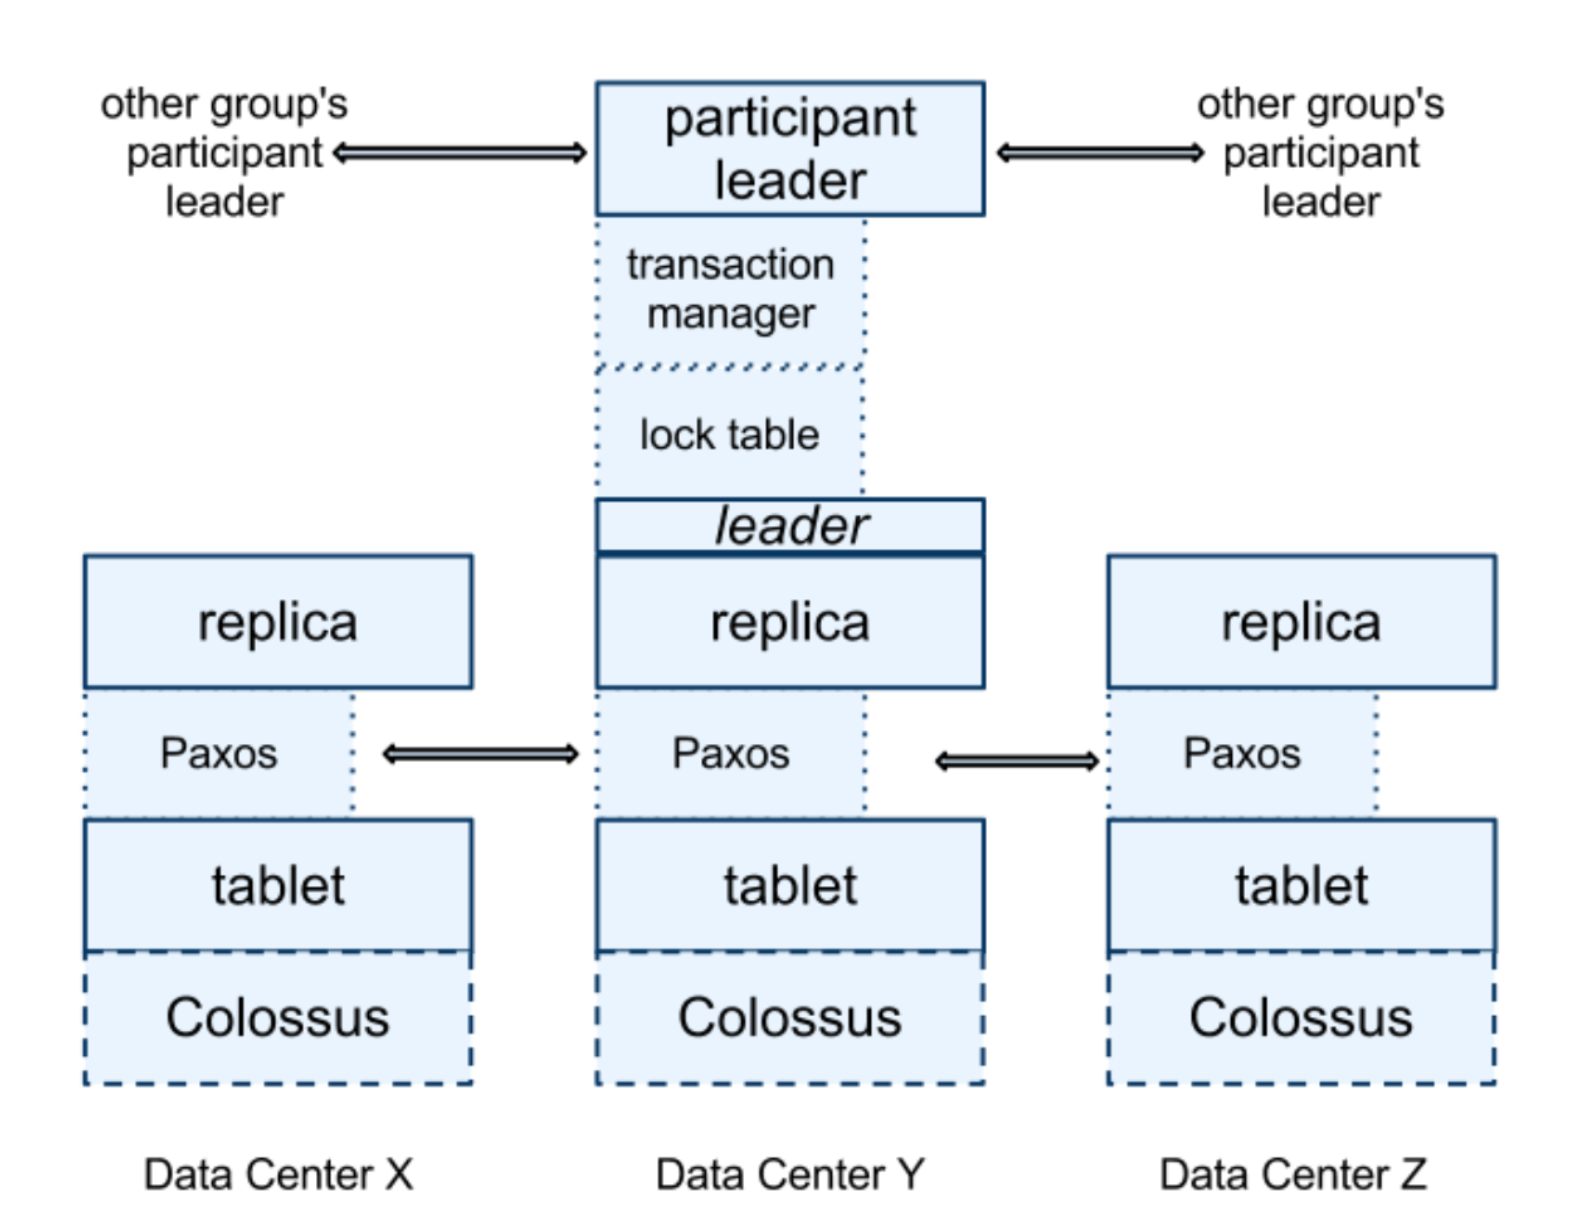 other group's
participant
leader
participant
leader
other group's
participant
leader
transaction
manager
lock table
leader
replica
replica
replica
Paxos
Paxos
Paxos
tablet
tablet
tablet
Colossus
Colossus
Colossus
Data Center X
Data Center Y
Data Center Z